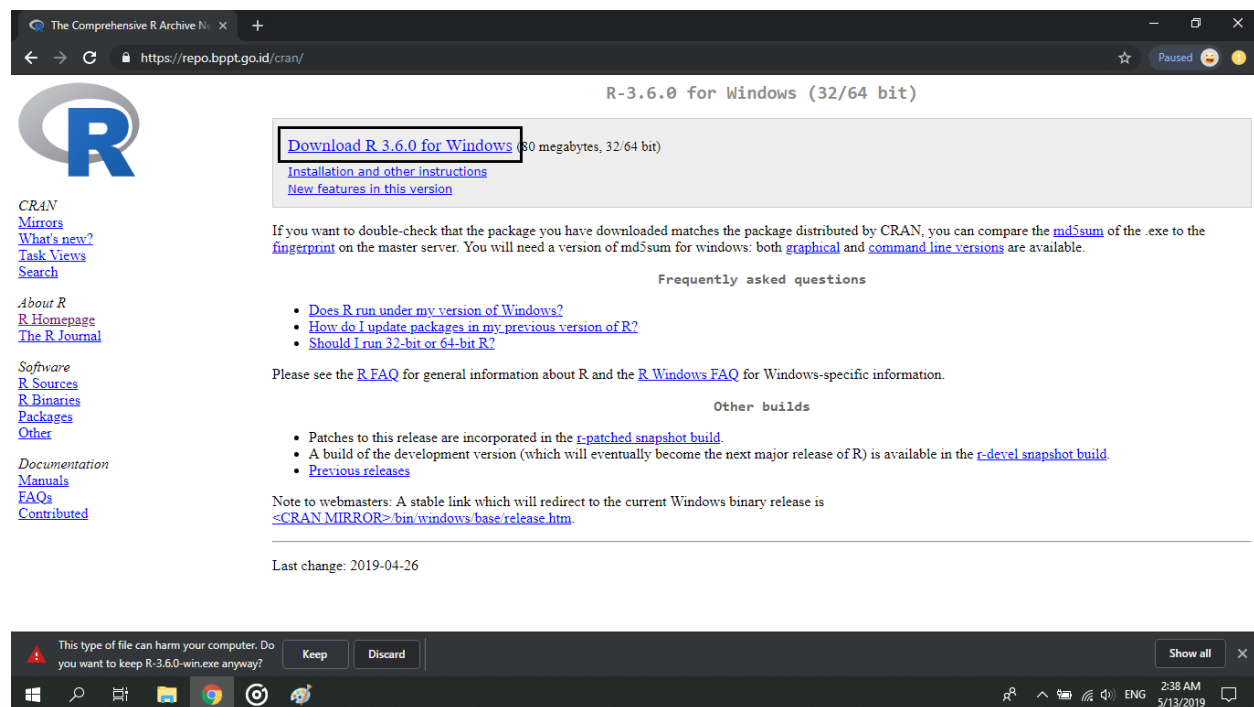 The Comprehensive R Archive Ne
https://repo.bppt.go.id/cran/
Paused
R
R-3.6.0 for Windows (32/64 bit)
Download R 3.6.0 for Windows (80 megabytes, 32/64 bit)
Installation and other instructions
New features in this version
CRAN
Mirrors
What's new?
Task Views
Search
About R
R Homepage
The R Journal
Software
R Sources
R Binaries
Packages
Other
Documentation
Manuals
FAQs
Contributed
If you want to double-check that the package you have downloaded matches the package distributed by CRAN, you can compare the md5sum of the .exe to the
fingerprint on the master server. You will need a version of md5sum for windows: both graphical and command line versions are available.
Frequently asked questions
• Does R run under my version of Windows?
• How do I update packages in my previous version of R?
• Should I run 32-bit or 64-bit R?
Please see the R FAQ for general information about R and the R Windows FAQ for Windows-specific information.
Other builds
• Patches to this release are incorporated in the r-patched snapshot build.
• A build of the development version (which will eventually become the next major release of R) is available in the r-devel snapshot build.
• Previous releases
Note to webmasters: A stable link which will redirect to the current Windows binary release is
<CRAN MIRROR>/bin/windows/base/release.htm.
Last change: 2019-04-26
This type of file can harm your computer. Do
you want to keep R-3.6.0-win.exe anyway?
Keep
Discard
Show all
ENG
2:38 AM
5/13/2019